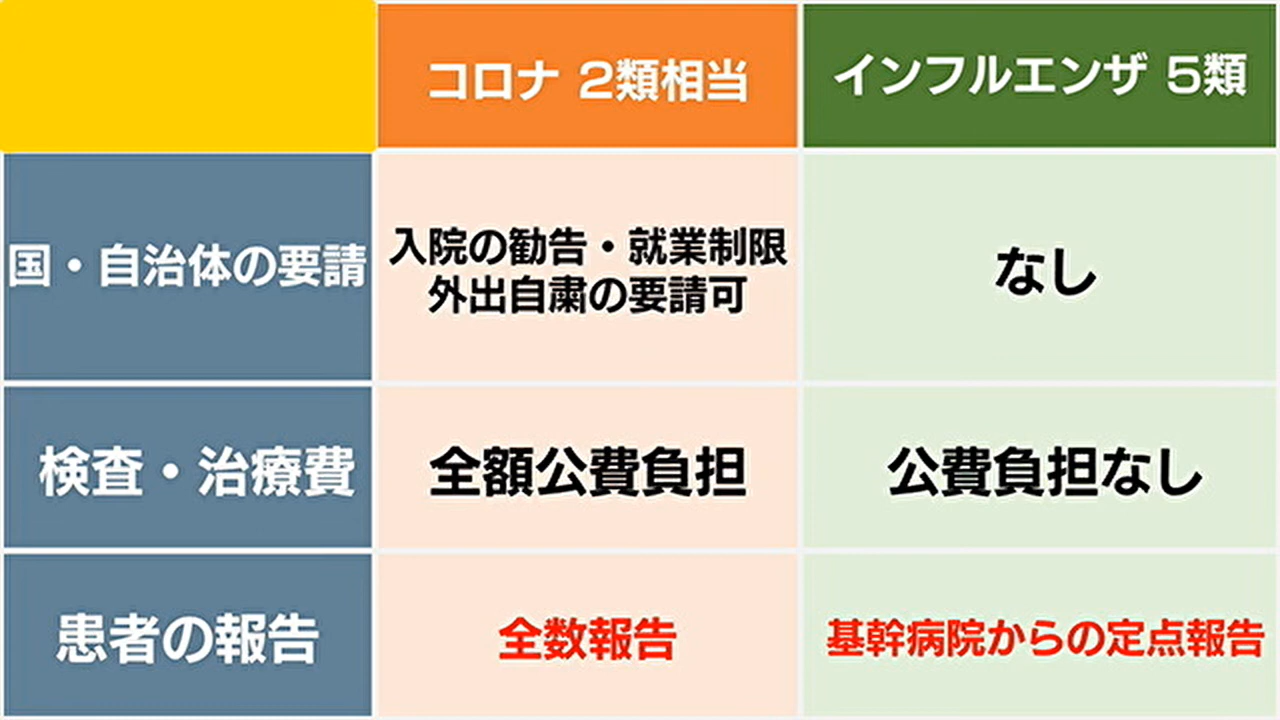 コロナ 2類相当
インフルエンザ 5類
国・自治体の要請
入院の勧告・就業制限
外出自粛の要請可
なし
検査・治療費
全額公費負担
公費負担なし
患者の報告
全数報告
基幹病院からの定点報告